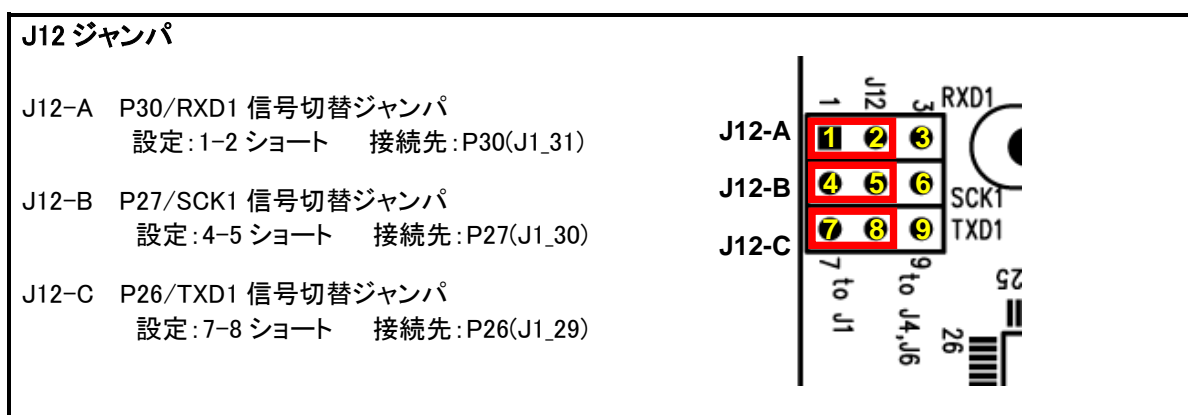 J12 ジャンパ
J12-A P30/RXD1 信号切替ジャンパ
設定:1-2 ショート 接続先:P30(J1_31)
J12-B P27/SCK1 信号切替ジャンパ
設定:4-5 ショート 接続先:P27(J1_30)
J12-C P26/TXD1 信号切替ジャンパ
設定:7-8 ショート 接続先:P26(J1_29)
1 J12 3 RXD1
J12-A 1 2 3
J12-B 4 5 6 SCK1
J12-C 7 8 9 TXD1
7 to J1
9 to J4,J6
25
26